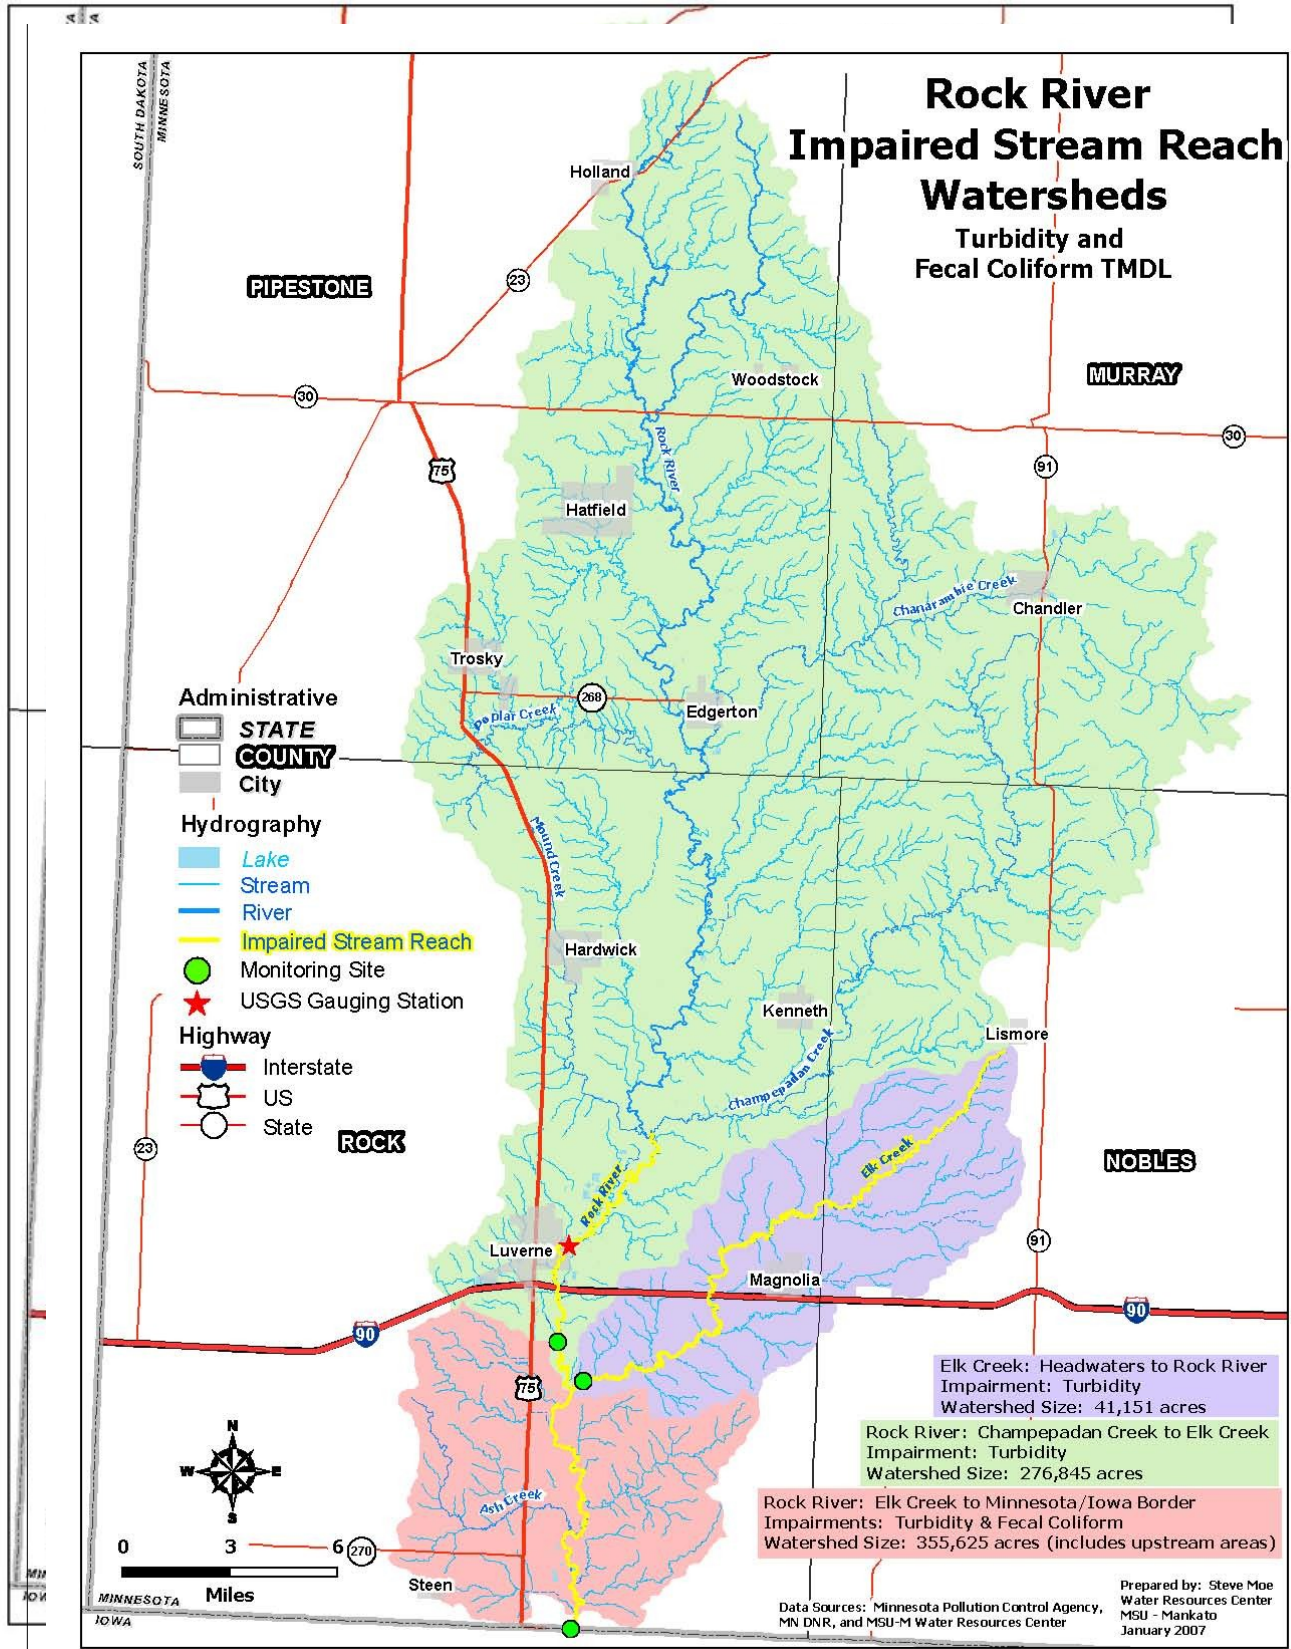 Rock River
Impaired Stream Reach
Watersheds
Turbidity and
Fecal Coliform TMDL
SOUTH DAKOTA
MINNESOTA
Holland
23
PIPESTONE
Woodstock
MURRAY
30
30
Rock River
75
91
Hatfield
Chanarambie Creek
Chandler
Trosky
268
Edgerton
Poplar Creek
Administrative
STATE
COUNTY
City
Hydrography
Lake
Stream
River
Impaired Stream Reach
Monitoring Site
USGS Gauging Station
Highway
Interstate
US
State
Mound Creek
Hardwick
Kenneth
Lismore
Champepadan Creek
23
ROCK
Elk Creek
NOBLES
Rock River
Luverne
91
Magnolia
90
90
75
Elk Creek: Headwaters to Rock River
Impairment: Turbidity
Watershed Size: 41,151 acres
Rock River: Champepadan Creek to Elk Creek
Impairment: Turbidity
Watershed Size: 276,845 acres
Rock River: Elk Creek to Minnesota/Iowa Border
Impairments: Turbidity & Fecal Coliform
Watershed Size: 355,625 acres (includes upstream areas)
N
W E
S
Ash Creek
0 3 6
Miles
270
Steen
MINNESOTA
IOWA
Data Sources: Minnesota Pollution Control Agency,
MN DNR, and MSU-M Water Resources Center
Prepared by: Steve Moe
Water Resources Center
MSU - Mankato
January 2007